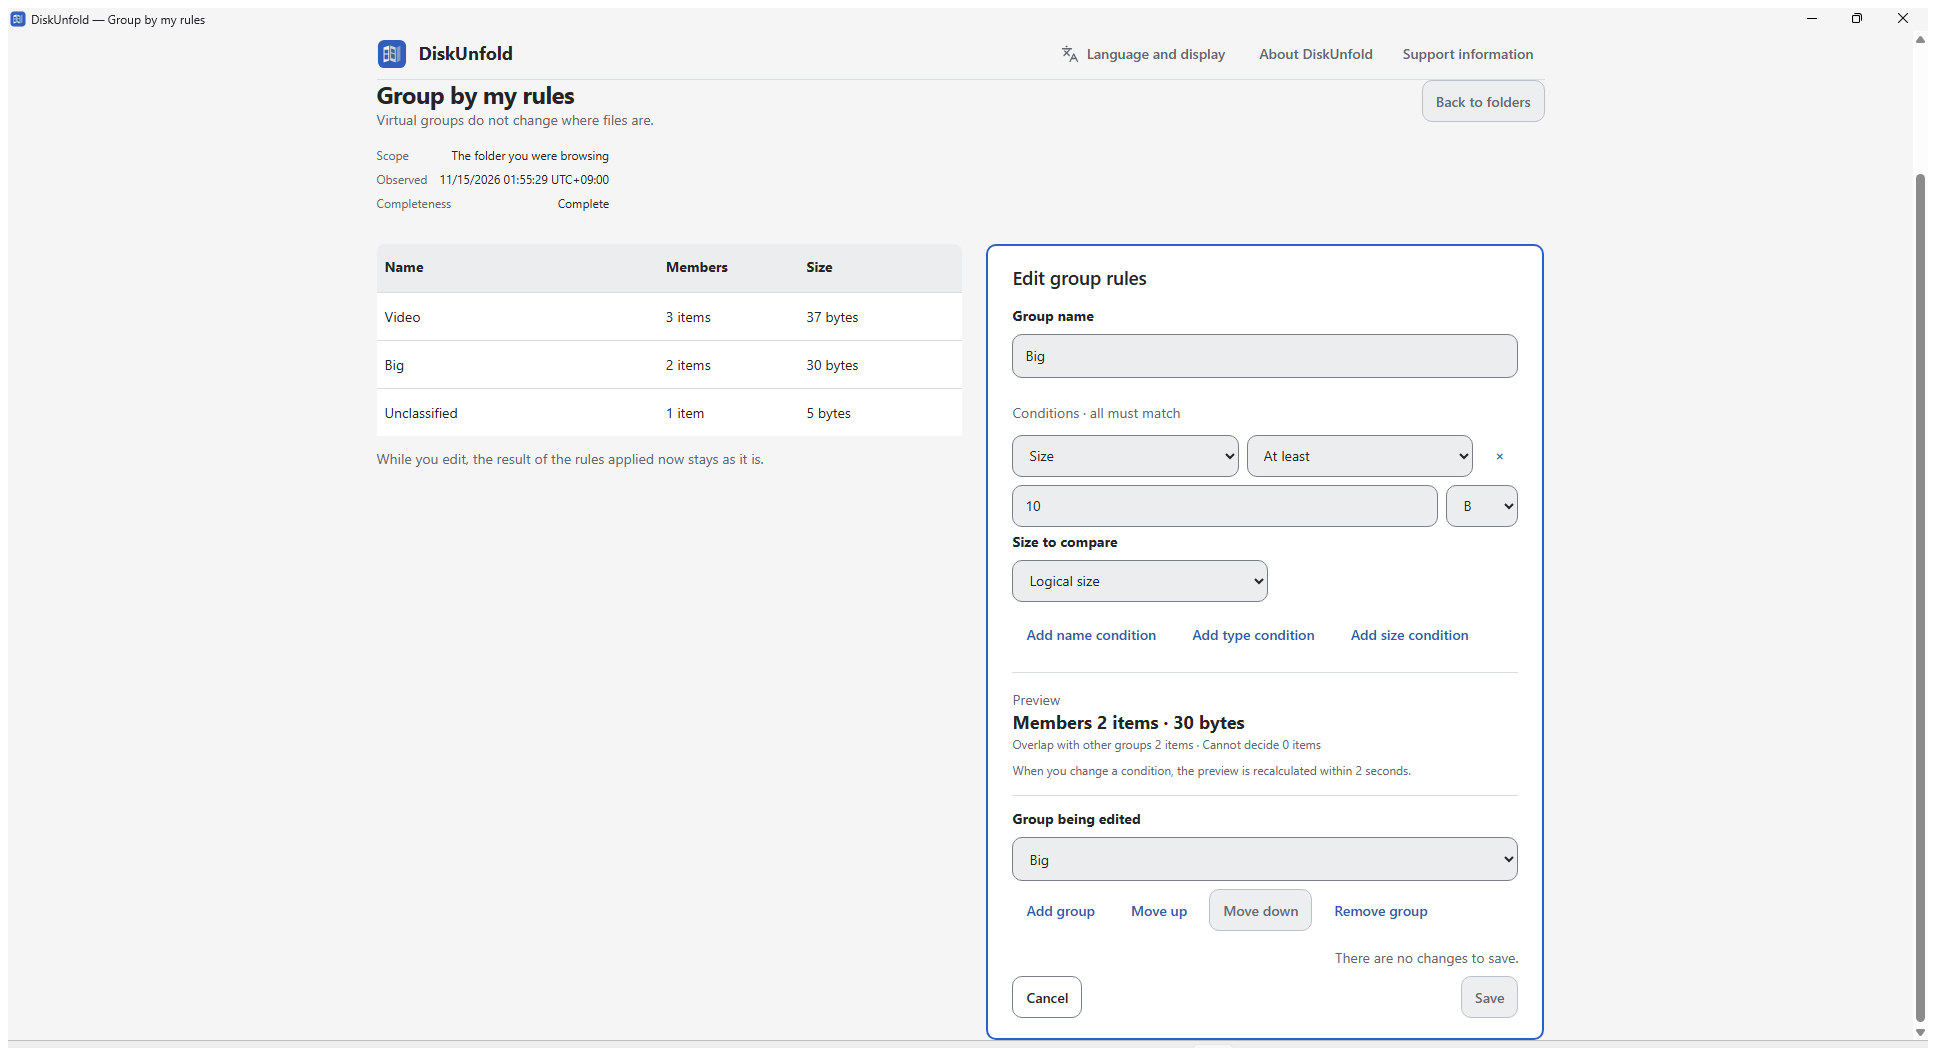 DiskUnfold — Group by my rules
DiskUnfold
Language and display
About DiskUnfold
Support information
Group by my rules
Back to folders
Virtual groups do not change where files are.
Scope The folder you were browsing
Observed 11/15/2026 01:55:29 UTC+09:00
Completeness Complete
Name Members Size
Video 3 items 37 bytes
Big 2 items 30 bytes
Unclassified 1 item 5 bytes
While you edit, the result of the rules applied now stays as it is.
Edit group rules
Group name
Big
Conditions · all must match
Size At least ×
10 B
Size to compare
Logical size
Add name condition Add type condition Add size condition
Preview
Members 2 items · 30 bytes
Overlap with other groups 2 items · Cannot decide 0 items
When you change a condition, the preview is recalculated within 2 seconds.
Group being edited
Big
Add group Move up Move down Remove group
There are no changes to save.
Cancel Save